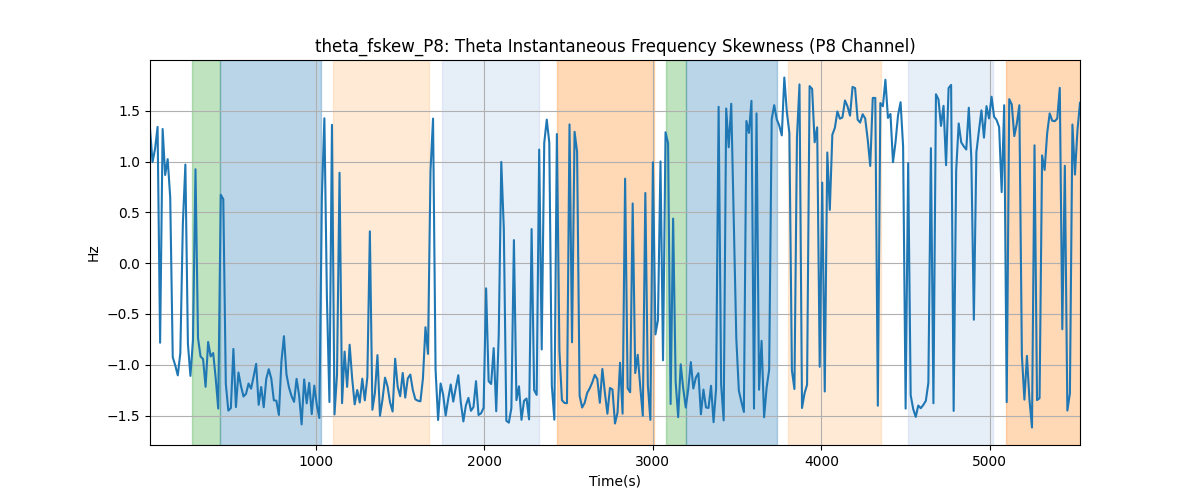 theta_fskew_P8: Theta Instantaneous Frequency Skewness (P8 Channel)
Hz
1.5
1.0
0.5
0.0
−0.5
−1.0
−1.5
1000 2000 3000 4000 5000
Time(s)